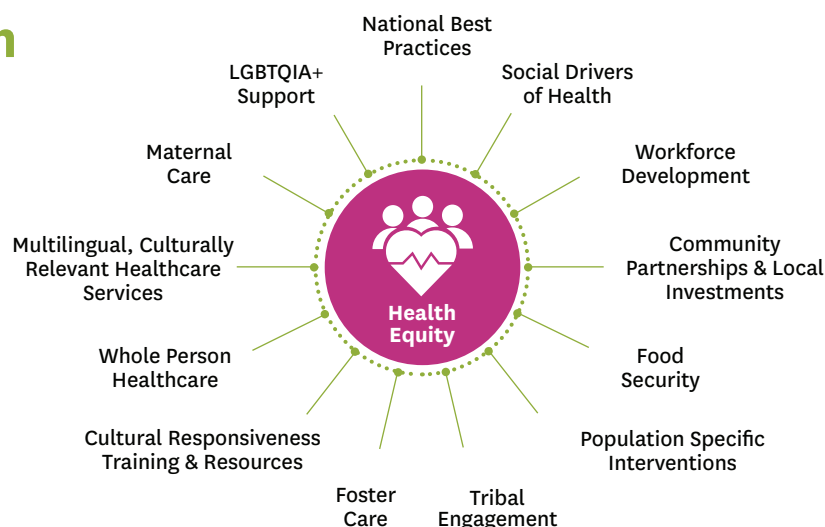 n
National Best
Practices
Social Drivers
of Health
Workforce
Development
Community
Partnerships & Local
Investments
Food
Security
Population Specific
Interventions
Tribal
Engagement
Foster
Care
Cultural Responsiveness
Training & Resources
Whole Person
Healthcare
Multilingual, Culturally
Relevant Healthcare
Services
Maternal
Care
LGBTQIA+
Support
Health
Equity